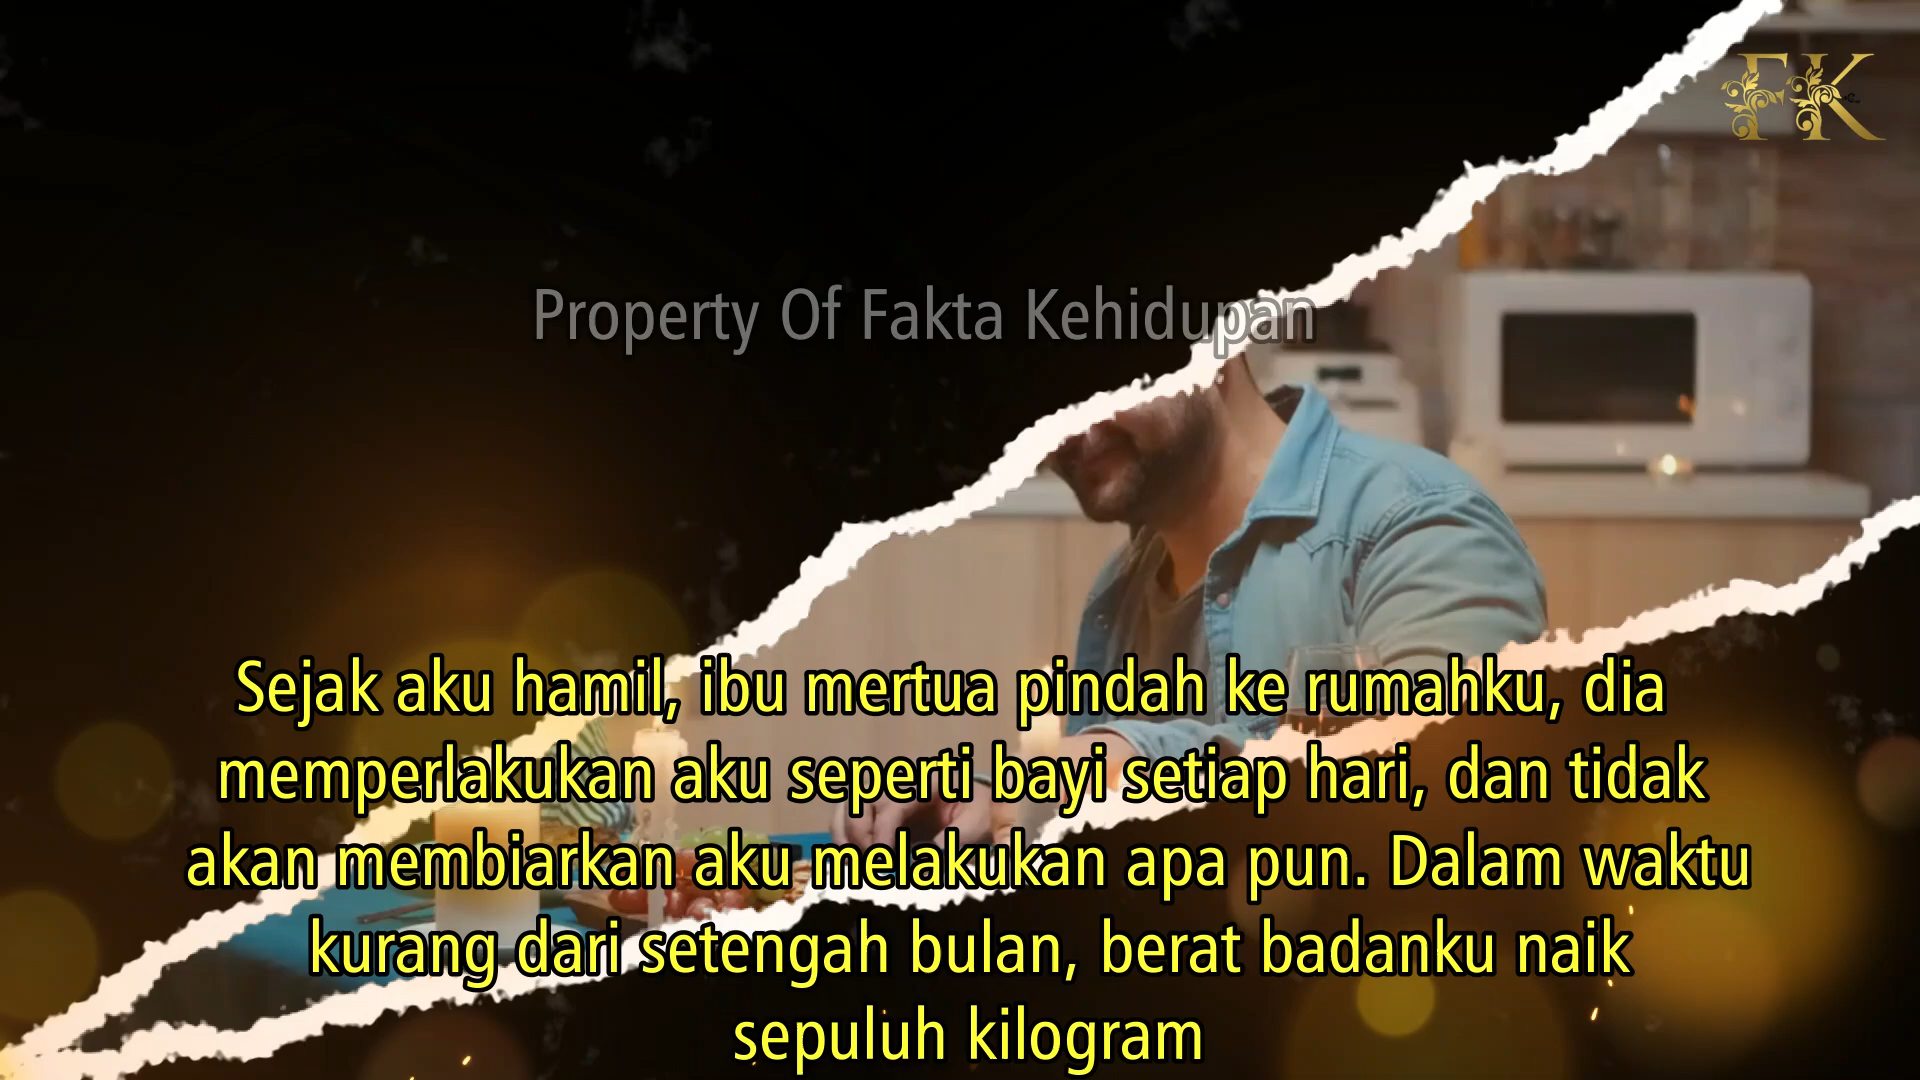 FK
Property Of Fakta Kehidupan
Sejak aku hamil, ibu mertua pindah ke rumahku, dia
memperlakukan aku seperti bayi setiap hari, dan tidak
akan membiarkan aku melakukan apa pun. Dalam waktu
kurang dari setengah bulan, berat badanku naik
sepuluh kilogram